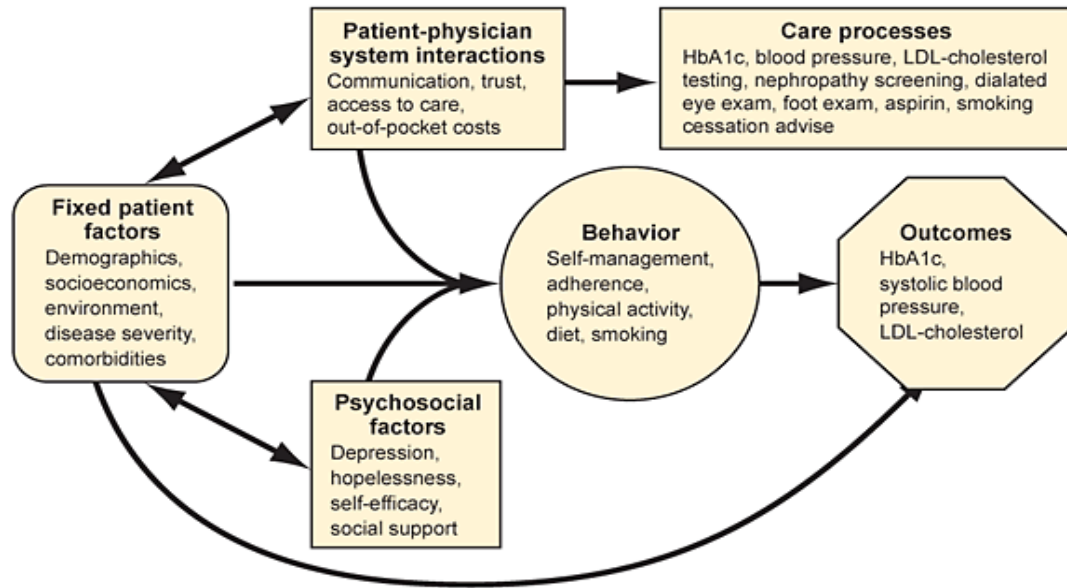 Patient-physician
system interactions
Communication, trust,
access to care,
out-of-pocket costs
Care processes
HbA1c, blood pressure, LDL-cholesterol
testing, nephropathy screening, dialated
eye exam, foot exam, aspirin, smoking
cessation advise
Fixed patient
factors
Demographics,
socioeconomics,
environment,
disease severity,
comorbidities
Behavior
Self-management,
adherence,
physical activity,
diet, smoking
Outcomes
HbA1c,
systolic blood
pressure,
LDL-cholesterol
Psychosocial
factors
Depression,
hopelessness,
self-efficacy,
social support